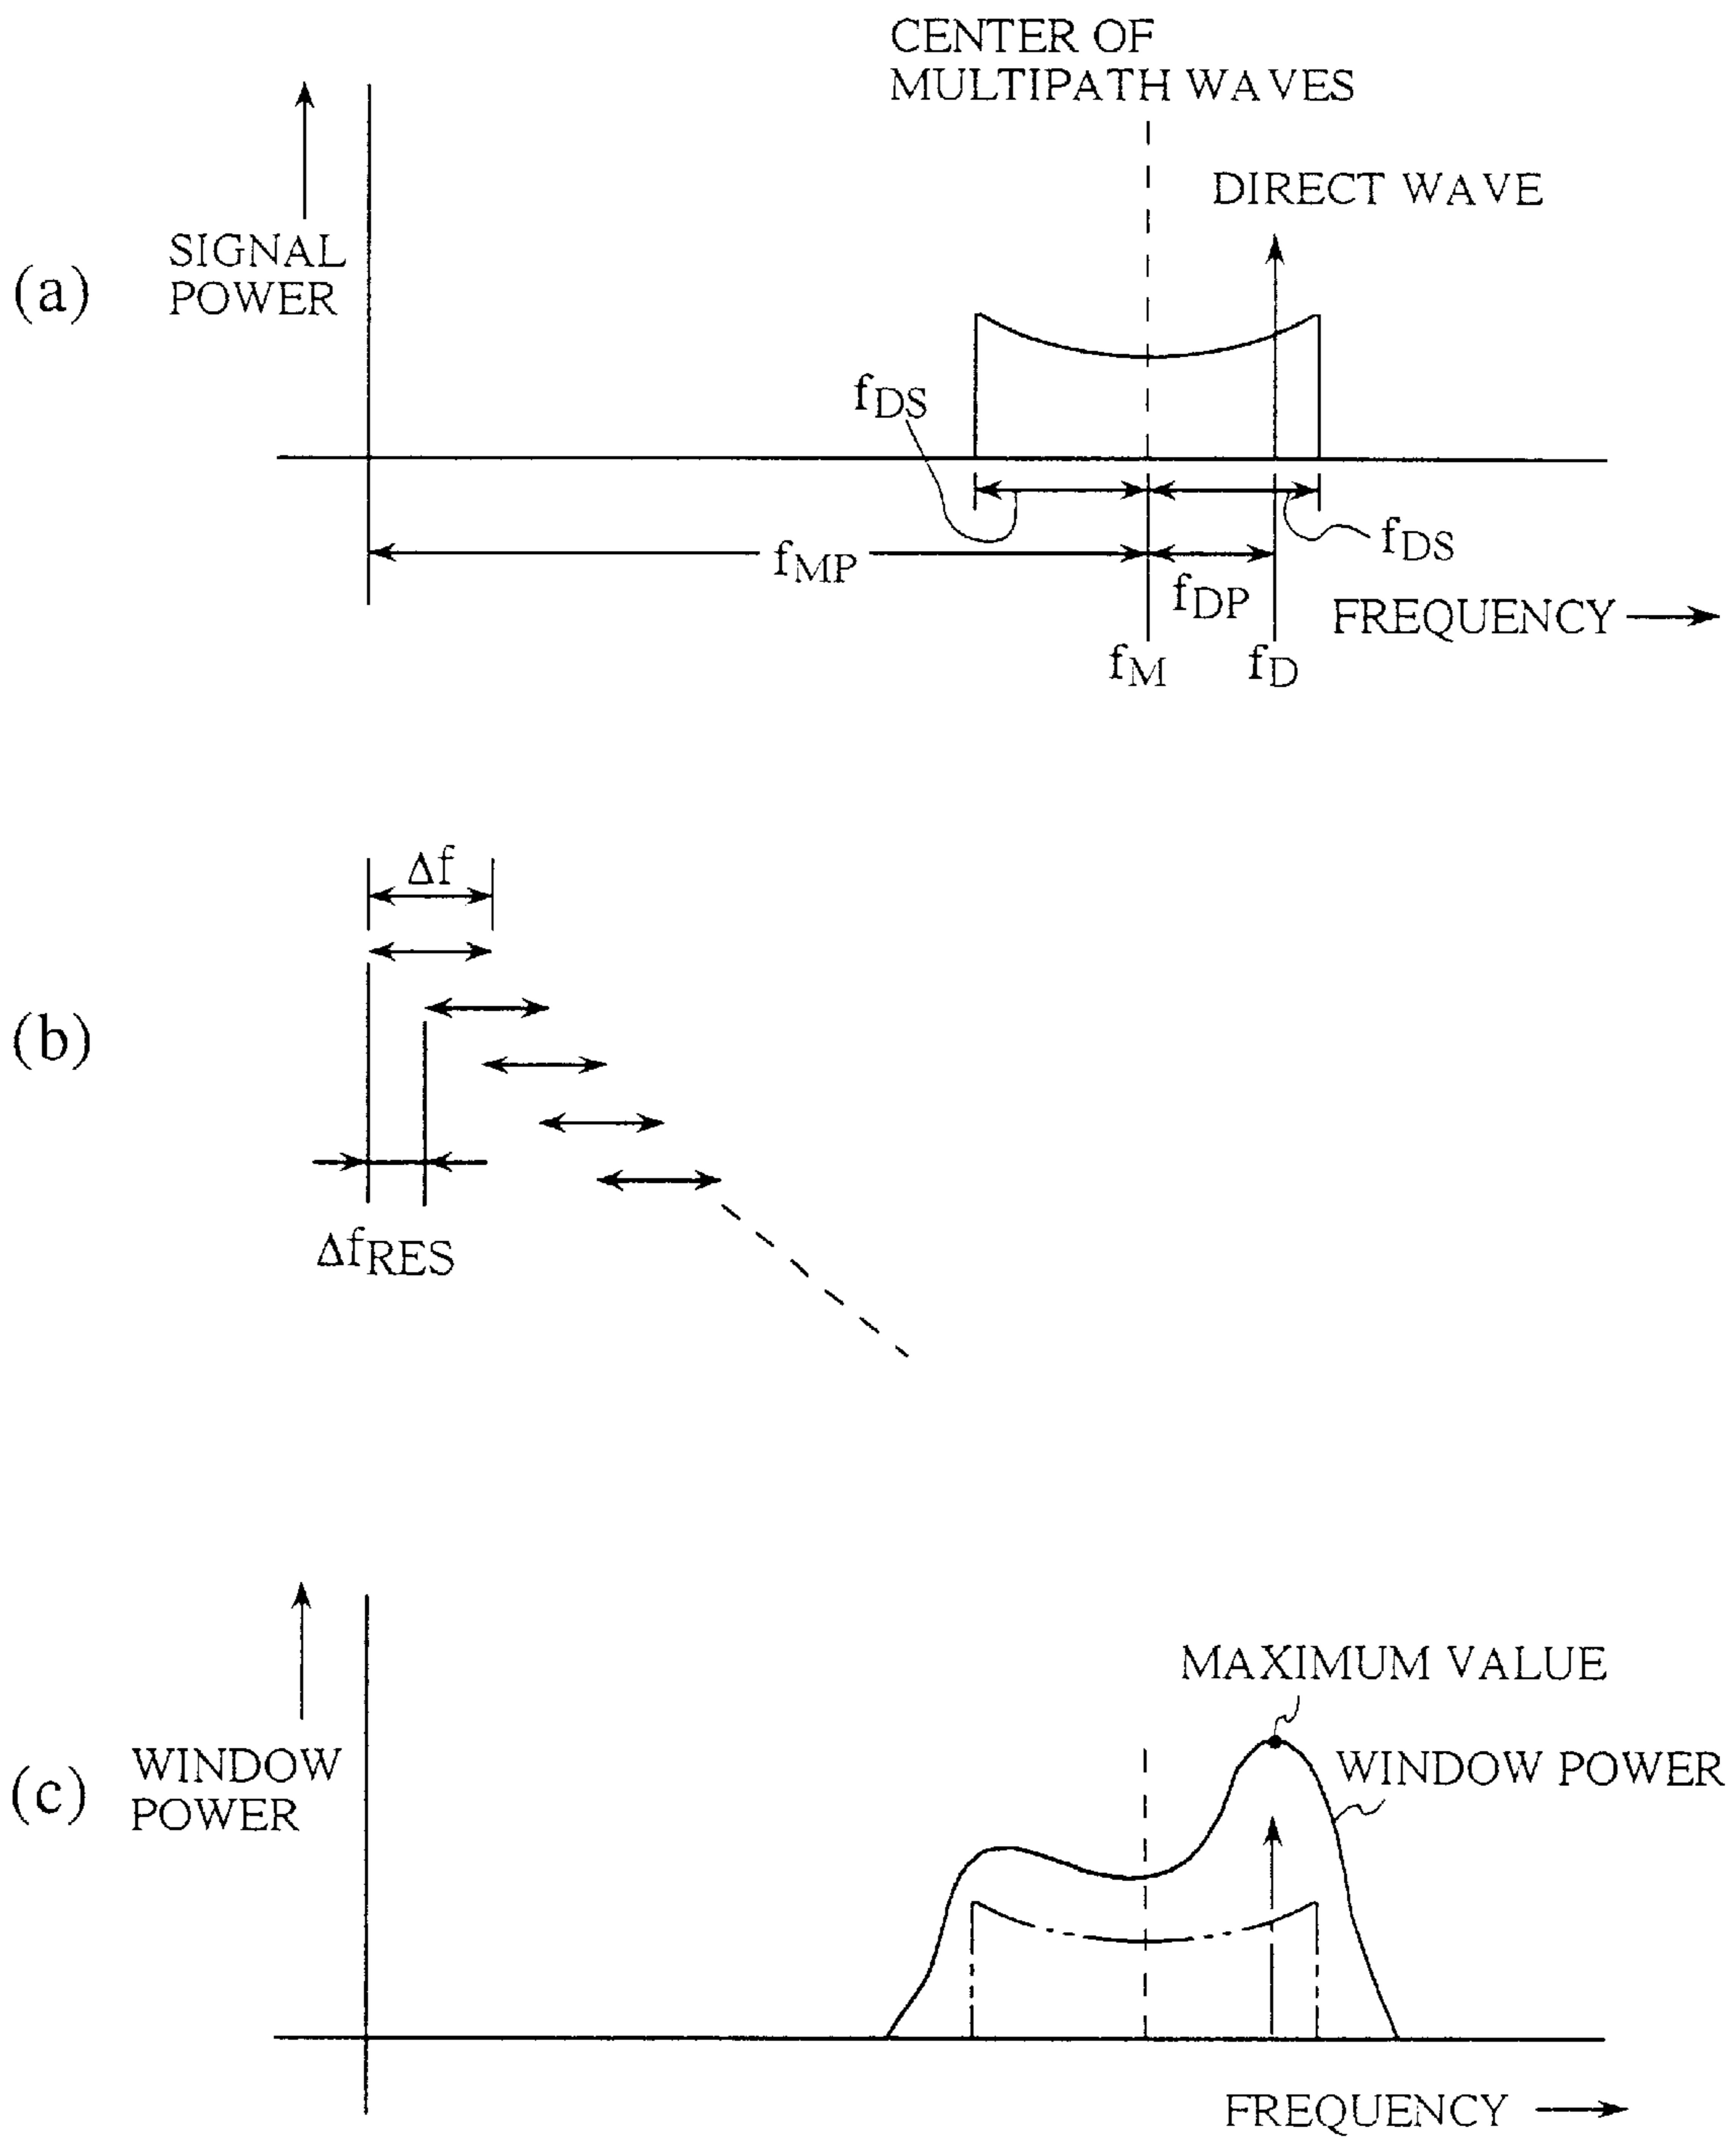 CENTER OF
MULTIPATH WAVES
DIRECT WAVE
SIGNAL
POWER
(a)
fDS
fDS
fMP
fDP
FREQUENCY
fM
fD
Δf
(b)
ΔfRES
MAXIMUM VALUE
WINDOW
POWER
WINDOW POWER
(c)
FREQUENCY